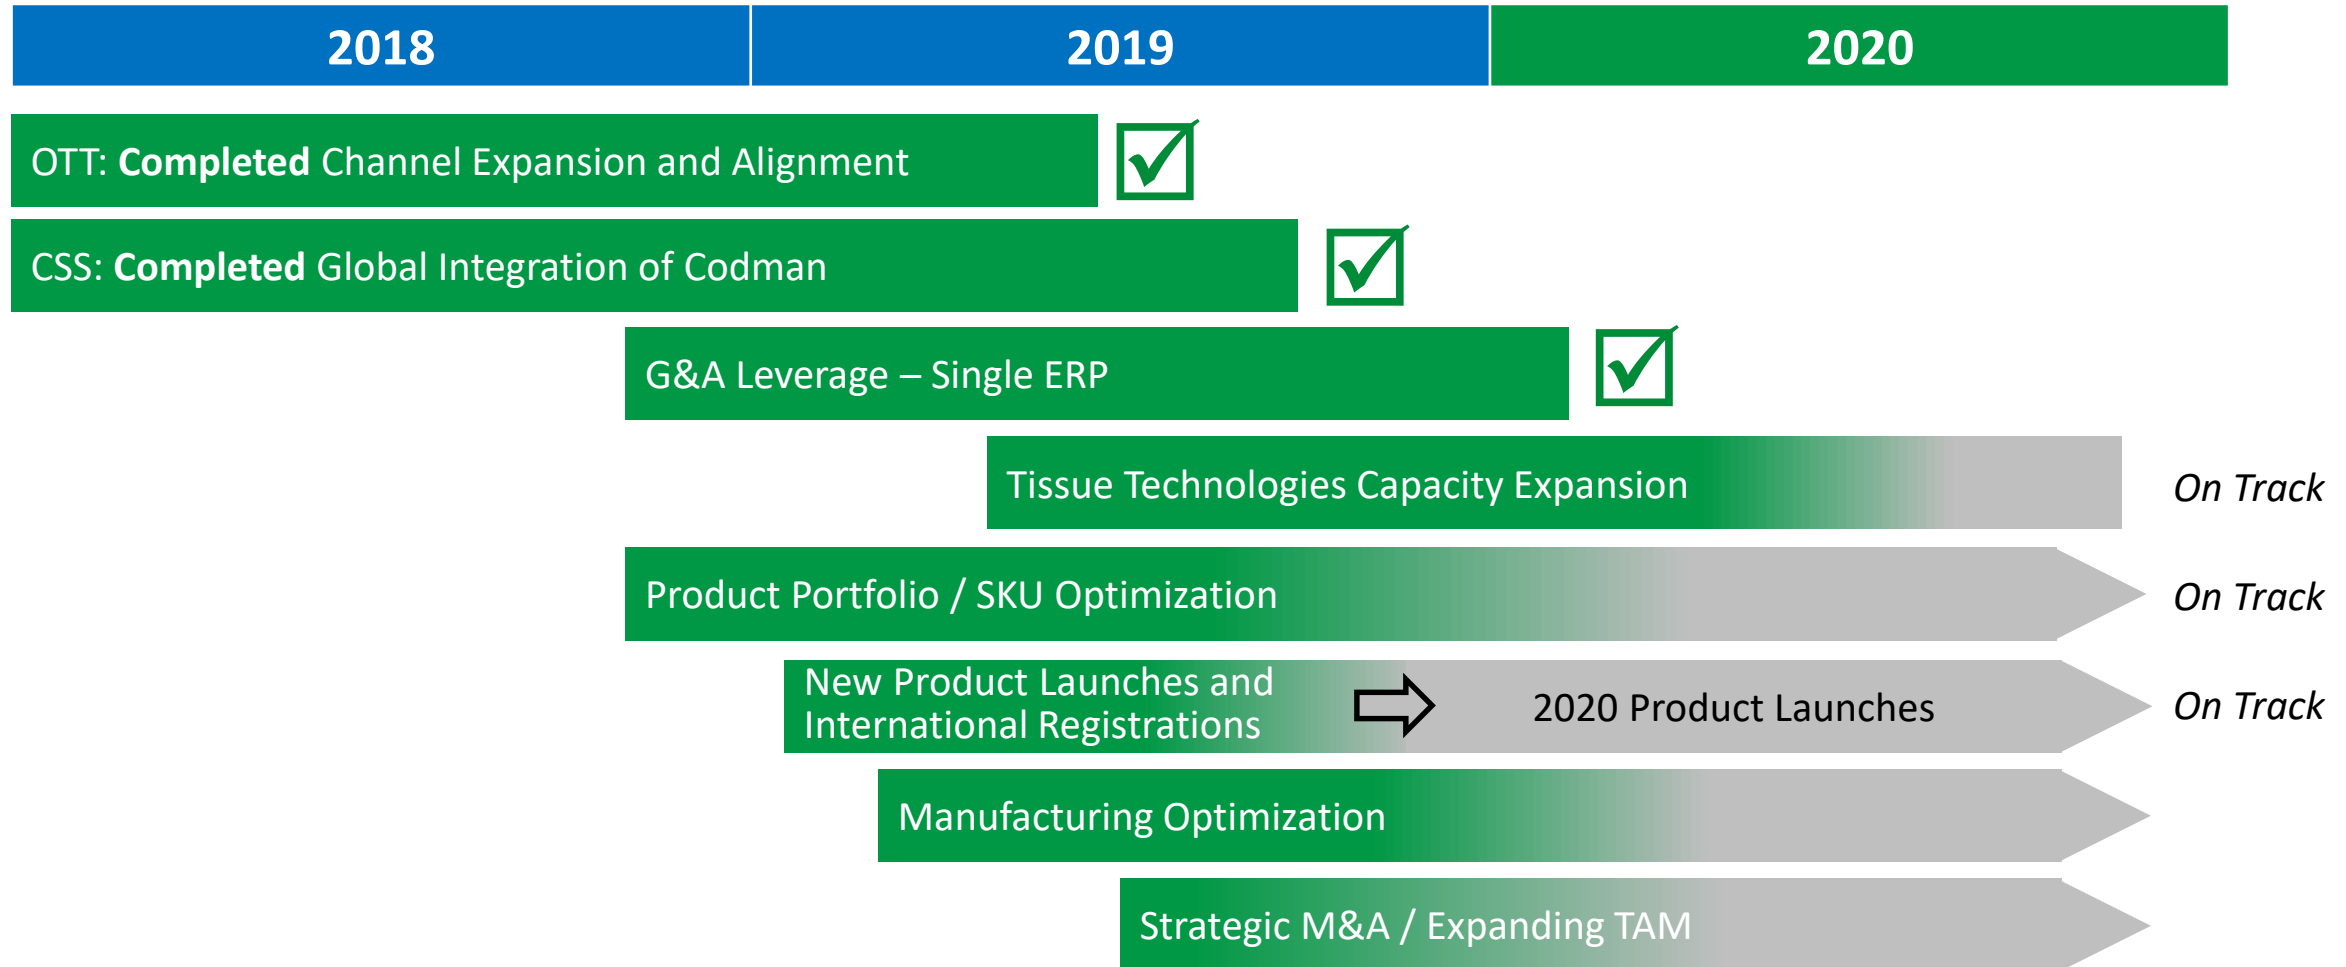 2018 2019 2020
OTT: Completed Channel Expansion and Alignment
CSS: Completed Global Integration of Codman
G&A Leverage – Single ERP
Tissue Technologies Capacity Expansion On Track
Product Portfolio / SKU Optimization On Track
New Product Launches and
International Registrations
2020 Product Launches On Track
Manufacturing Optimization
Strategic M&A / Expanding TAM